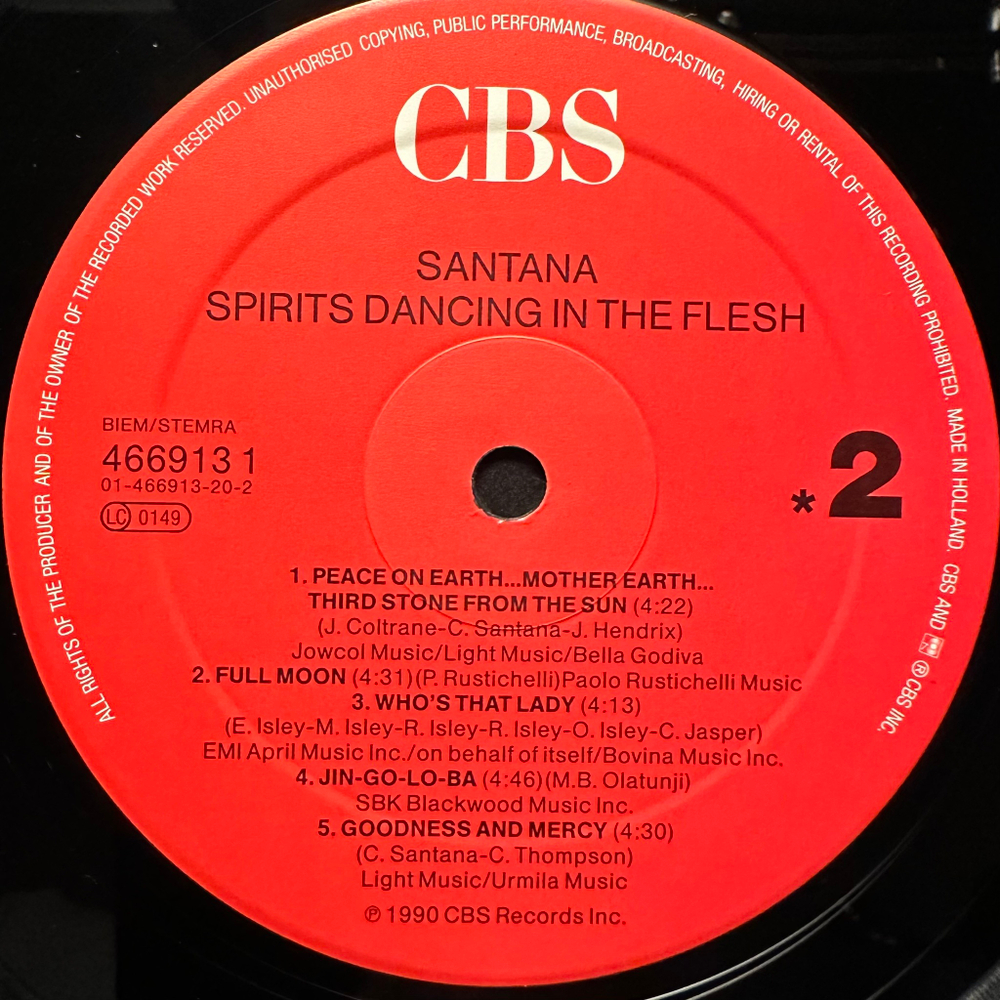 ALL RIGHTS OF THE PRODUCER AND OF THE OWNER OF THE RECORDED WORK RESERVED. UNAUTHORISED COPYING, PUBLIC PERFORMANCE, BROADCASTING, HIRING OR RENTAL OF THIS RECORDING PROHIBITED. MADE IN HOLLAND. CBS AND ® CBS INC.
CBS
SANTANA
SPIRITS DANCING IN THE FLESH
BIEM/STEMRA
466913 1
01-466913-20-2
LC 0149
*2
1. PEACE ON EARTH...MOTHER EARTH...
THIRD STONE FROM THE SUN (4:22)
(J. Coltrane-C. Santana-J. Hendrix)
Jowcol Music/Light Music/Bella Godiva
2. FULL MOON (4:31)(P. Rustichelli)Paolo Rustichelli Music
3. WHO'S THAT LADY (4:13)
(E. Isley-M. Isley-R. Isley-R. Isley-O. Isley-C. Jasper)
EMI April Music Inc./on behalf of itself/Bovina Music Inc.
4. JIN-GO-LO-BA (4:46)(M.B. Olatunji)
SBK Blackwood Music Inc.
5. GOODNESS AND MERCY (4:30)
(C. Santana-C. Thompson)
Light Music/Urmila Music
℗ 1990 CBS Records Inc.